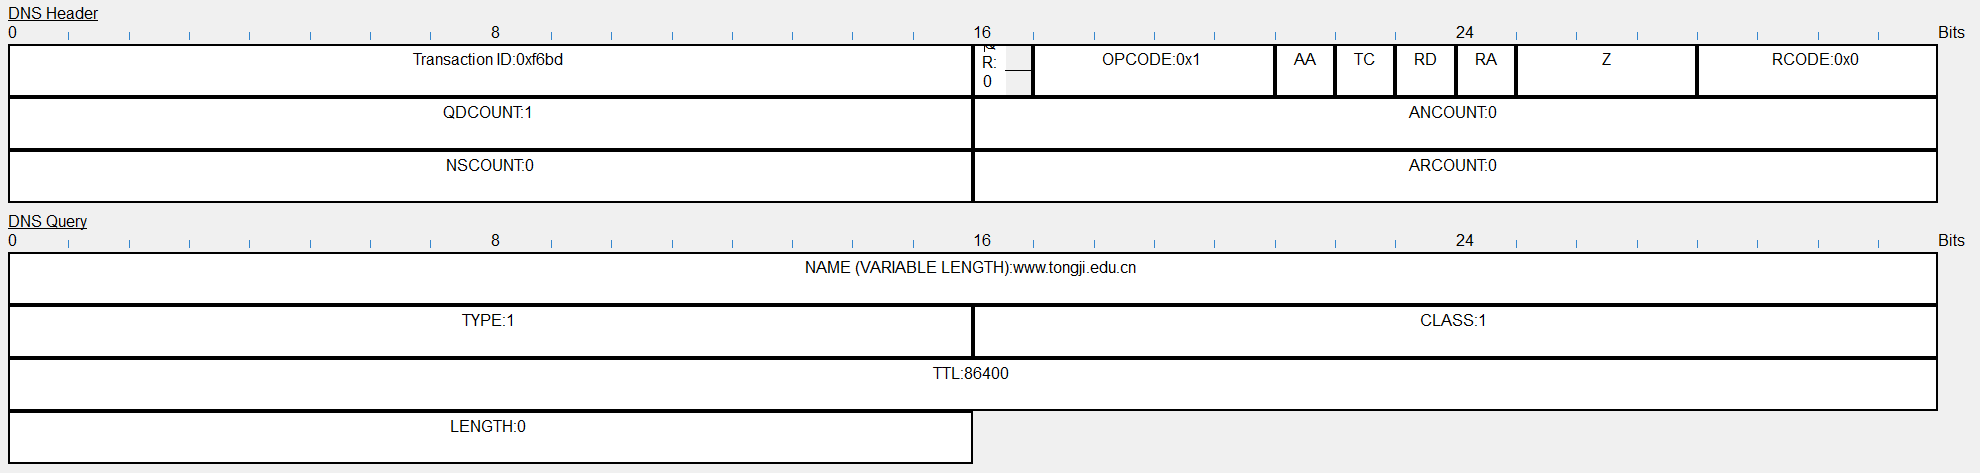 DNS Header
0 8 16 24 Bits
Transaction ID:0xf6bd QR:0 OPCODE:0x1 AA TC RD RA Z RCODE:0x0
QDCOUNT:1 ANCOUNT:0
NSCOUNT:0 ARCOUNT:0
DNS Query
0 8 16 24 Bits
NAME (VARIABLE LENGTH):www.tongji.edu.cn
TYPE:1 CLASS:1
TTL:86400
LENGTH:0